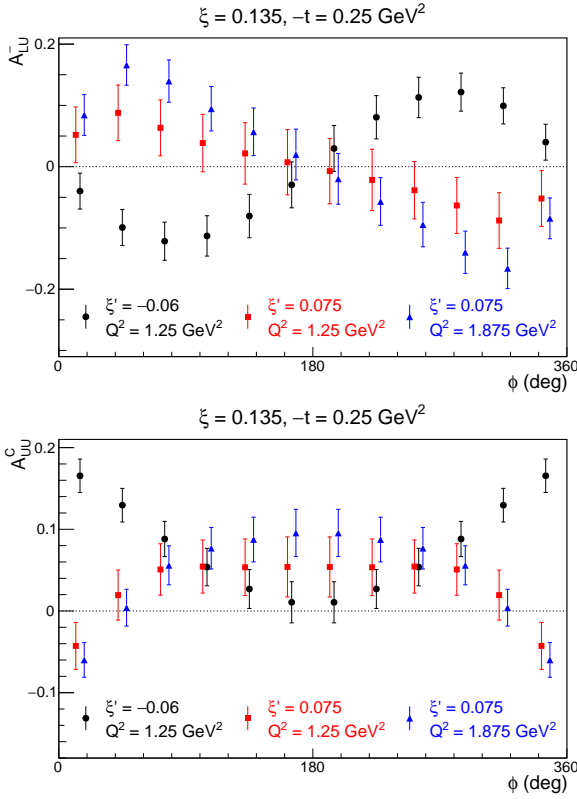 ξ = 0.135, −t = 0.25 GeV²
A⁻_LU
0.2
0
−0.2
ξ' = −0.06 ξ' = 0.075 ξ' = 0.075
Q² = 1.25 GeV² Q² = 1.25 GeV² Q² = 1.875 GeV²
0 180 360
ϕ (deg)
ξ = 0.135, −t = 0.25 GeV²
A^C_UU
0.2
0.1
0
−0.1
ξ' = −0.06 ξ' = 0.075 ξ' = 0.075
Q² = 1.25 GeV² Q² = 1.25 GeV² Q² = 1.875 GeV²
0 180 360
ϕ (deg)